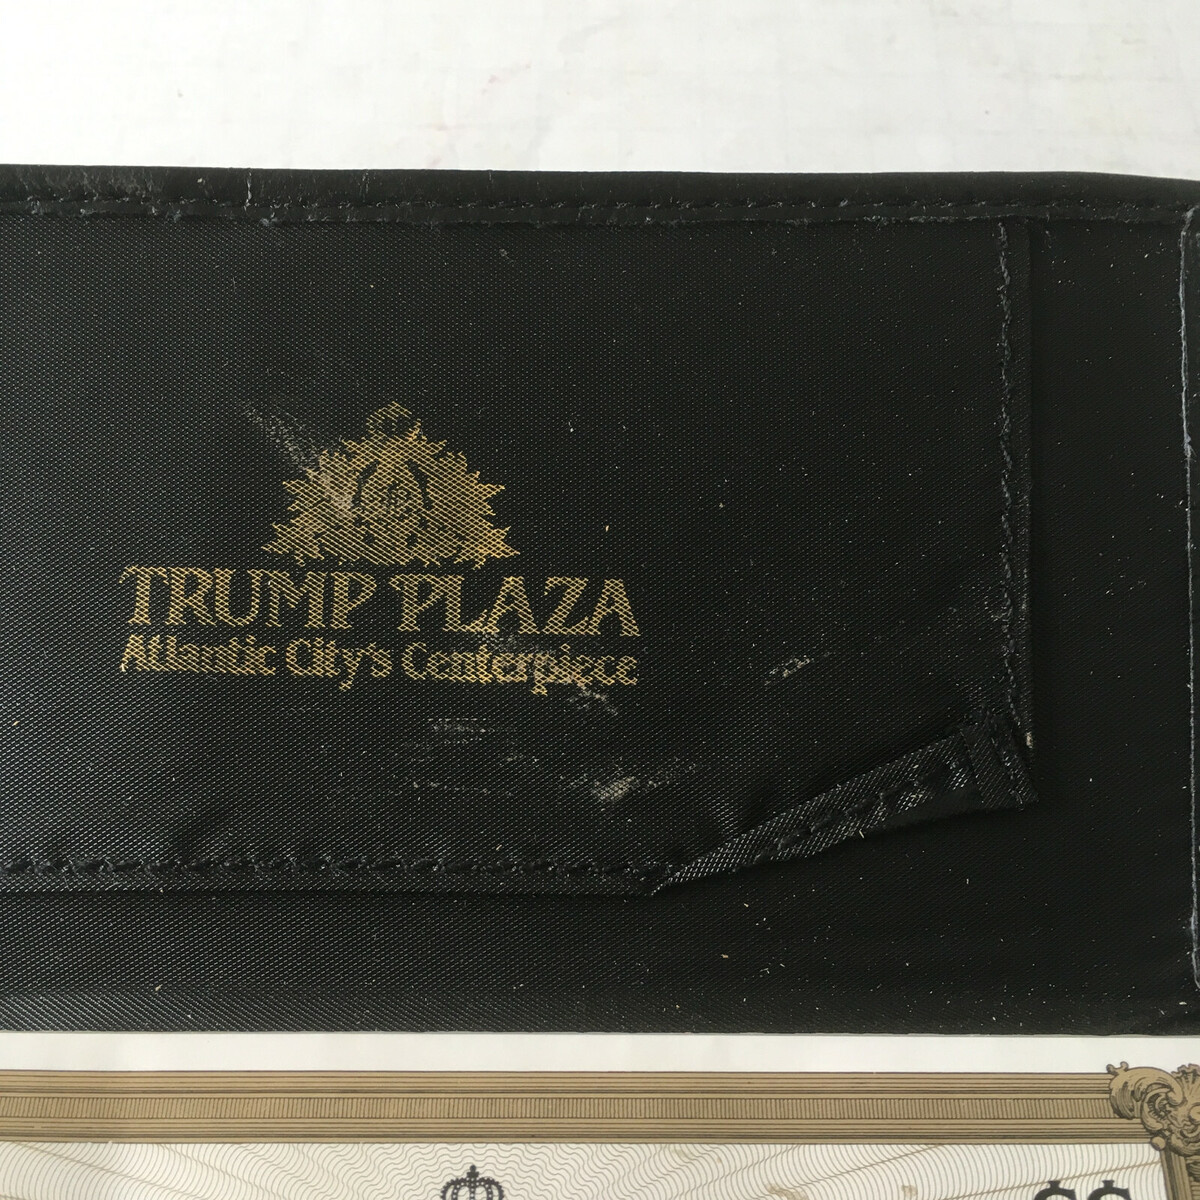 TRUMP PLAZA
Atlantic City's Centerpiece
$$